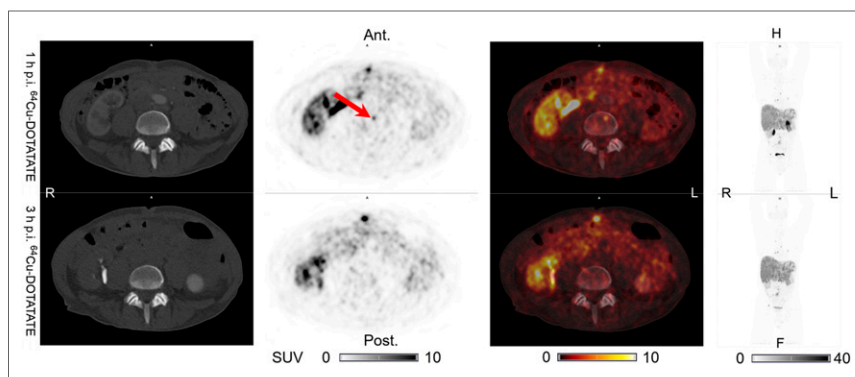 Ant.
H
1 h p.i. ⁶⁴Cu-DOTATATE
R
L
R
L
3 h p.i. ⁶⁴Cu-DOTATATE
Post.
F
SUV 0 10
0 10
0 40